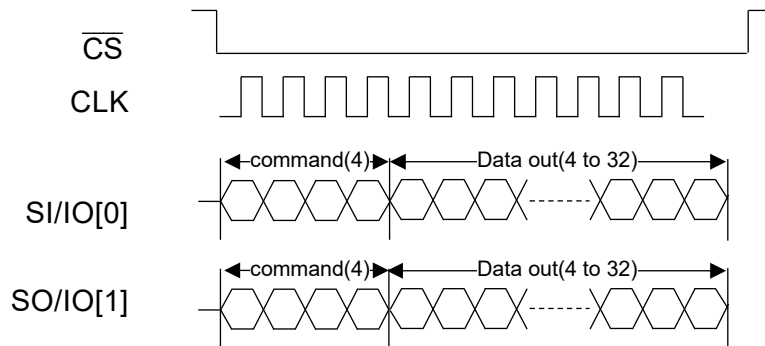 CS
CLK
command(4) Data out(4 to 32)
SI/IO[0]
command(4) Data out(4 to 32)
SO/IO[1]